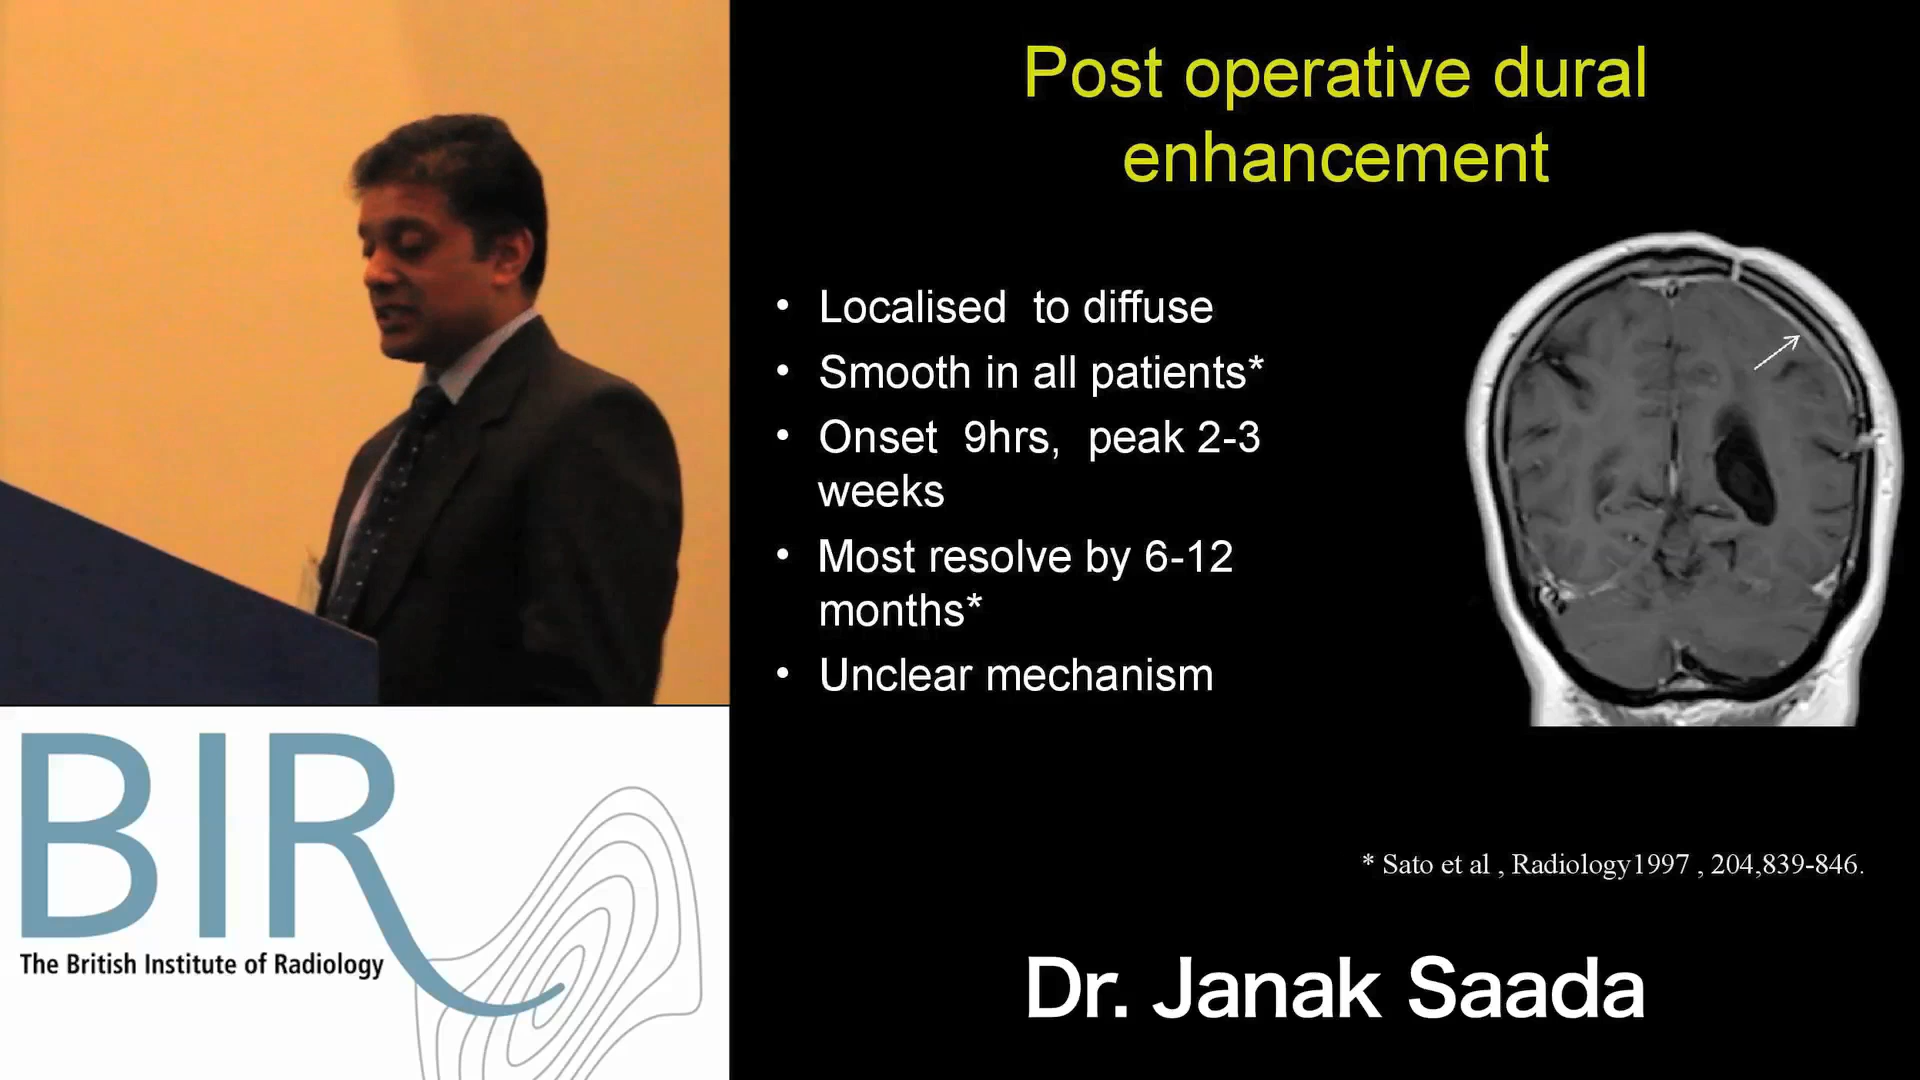 Post operative dural
enhancement
• Localised to diffuse
• Smooth in all patients*
• Onset 9hrs, peak 2-3
weeks
• Most resolve by 6-12
months*
• Unclear mechanism
* Sato et al , Radiology1997 , 204,839-846.
Dr. Janak Saada
BIR
The British Institute of Radiology